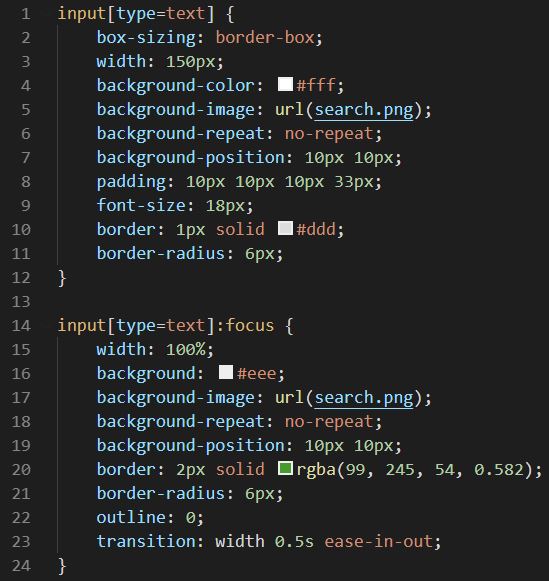 1 input[type=text] {
2     box-sizing: border-box;
3     width: 150px;
4     background-color: #fff;
5     background-image: url(search.png);
6     background-repeat: no-repeat;
7     background-position: 10px 10px;
8     padding: 10px 10px 10px 33px;
9     font-size: 18px;
10     border: 1px solid #ddd;
11     border-radius: 6px;
12 }
13
14 input[type=text]:focus {
15     width: 100%;
16     background: #eee;
17     background-image: url(search.png);
18     background-repeat: no-repeat;
19     background-position: 10px 10px;
20     border: 2px solid rgba(99, 245, 54, 0.582);
21     border-radius: 6px;
22     outline: 0;
23     transition: width 0.5s ease-in-out;
24 }